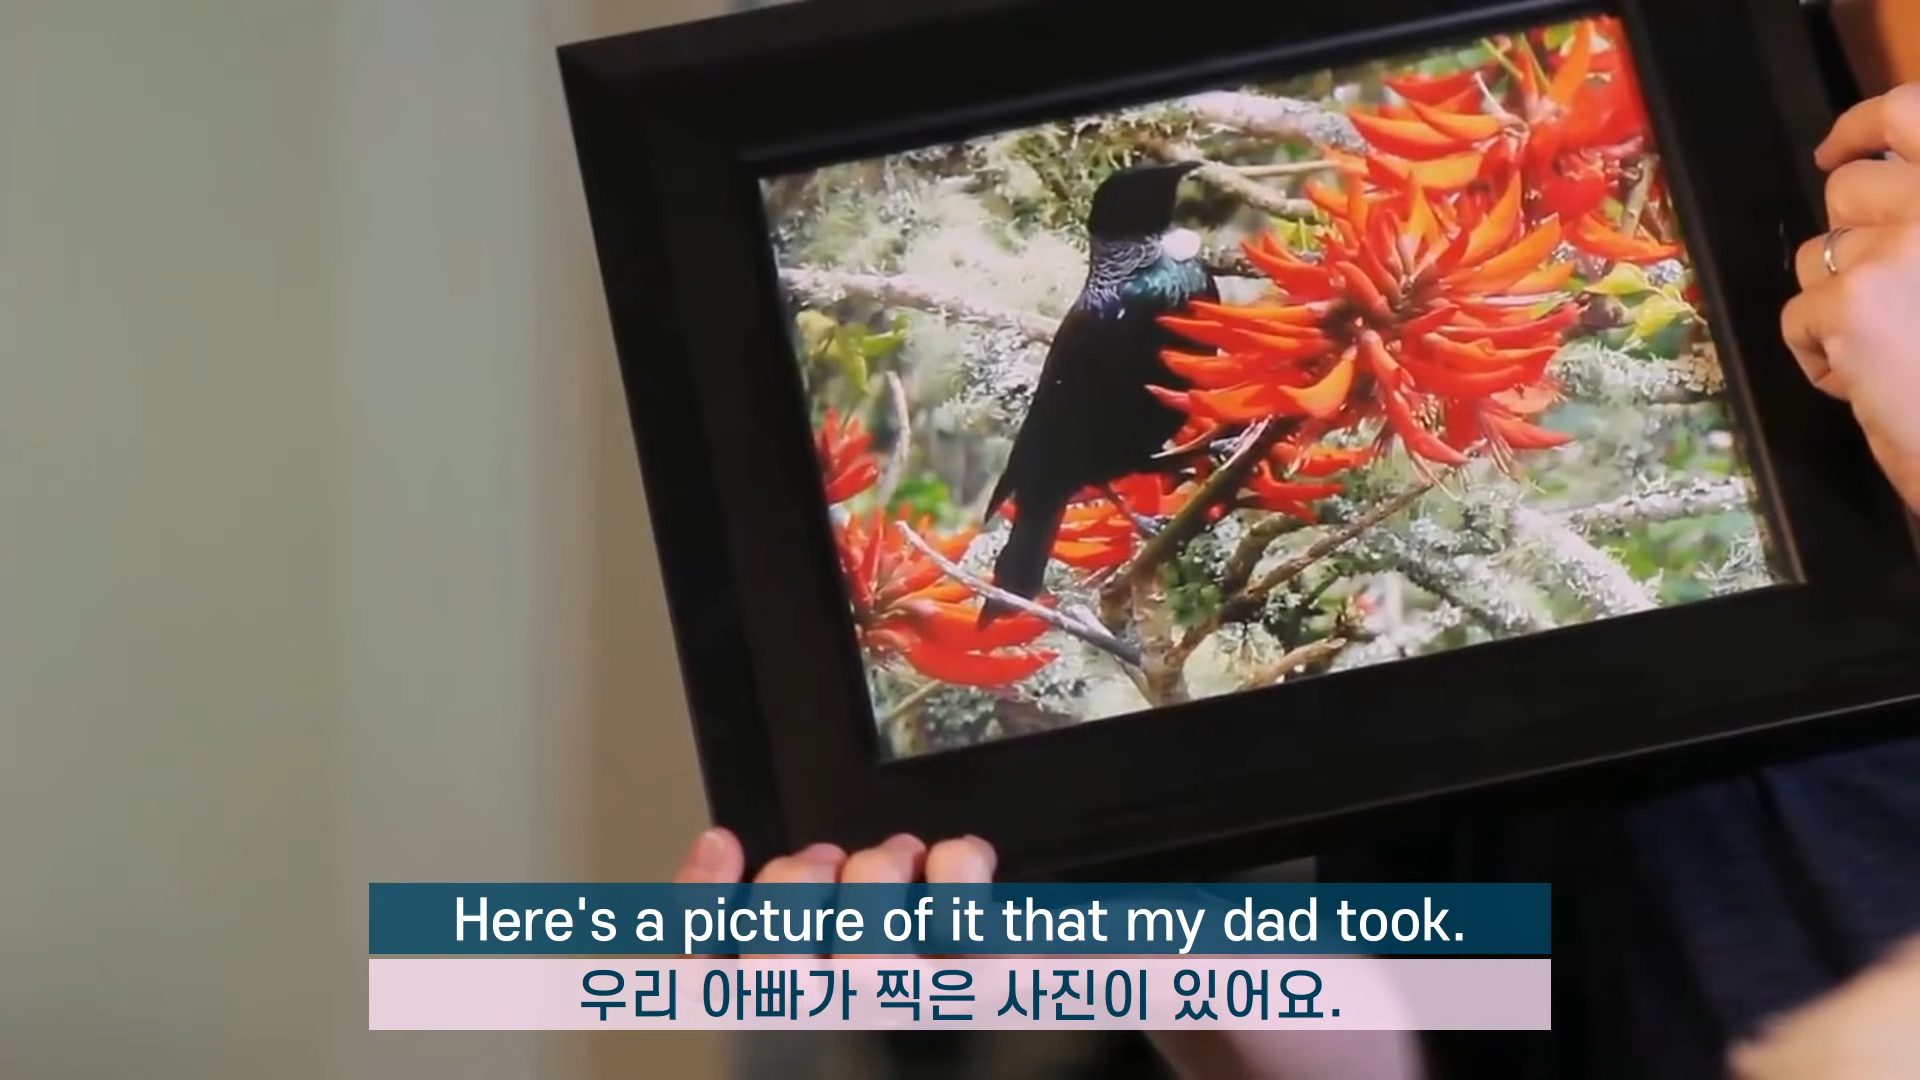 Here's a picture of it that my dad took.
우리 아빠가 찍은 사진이 있어요.